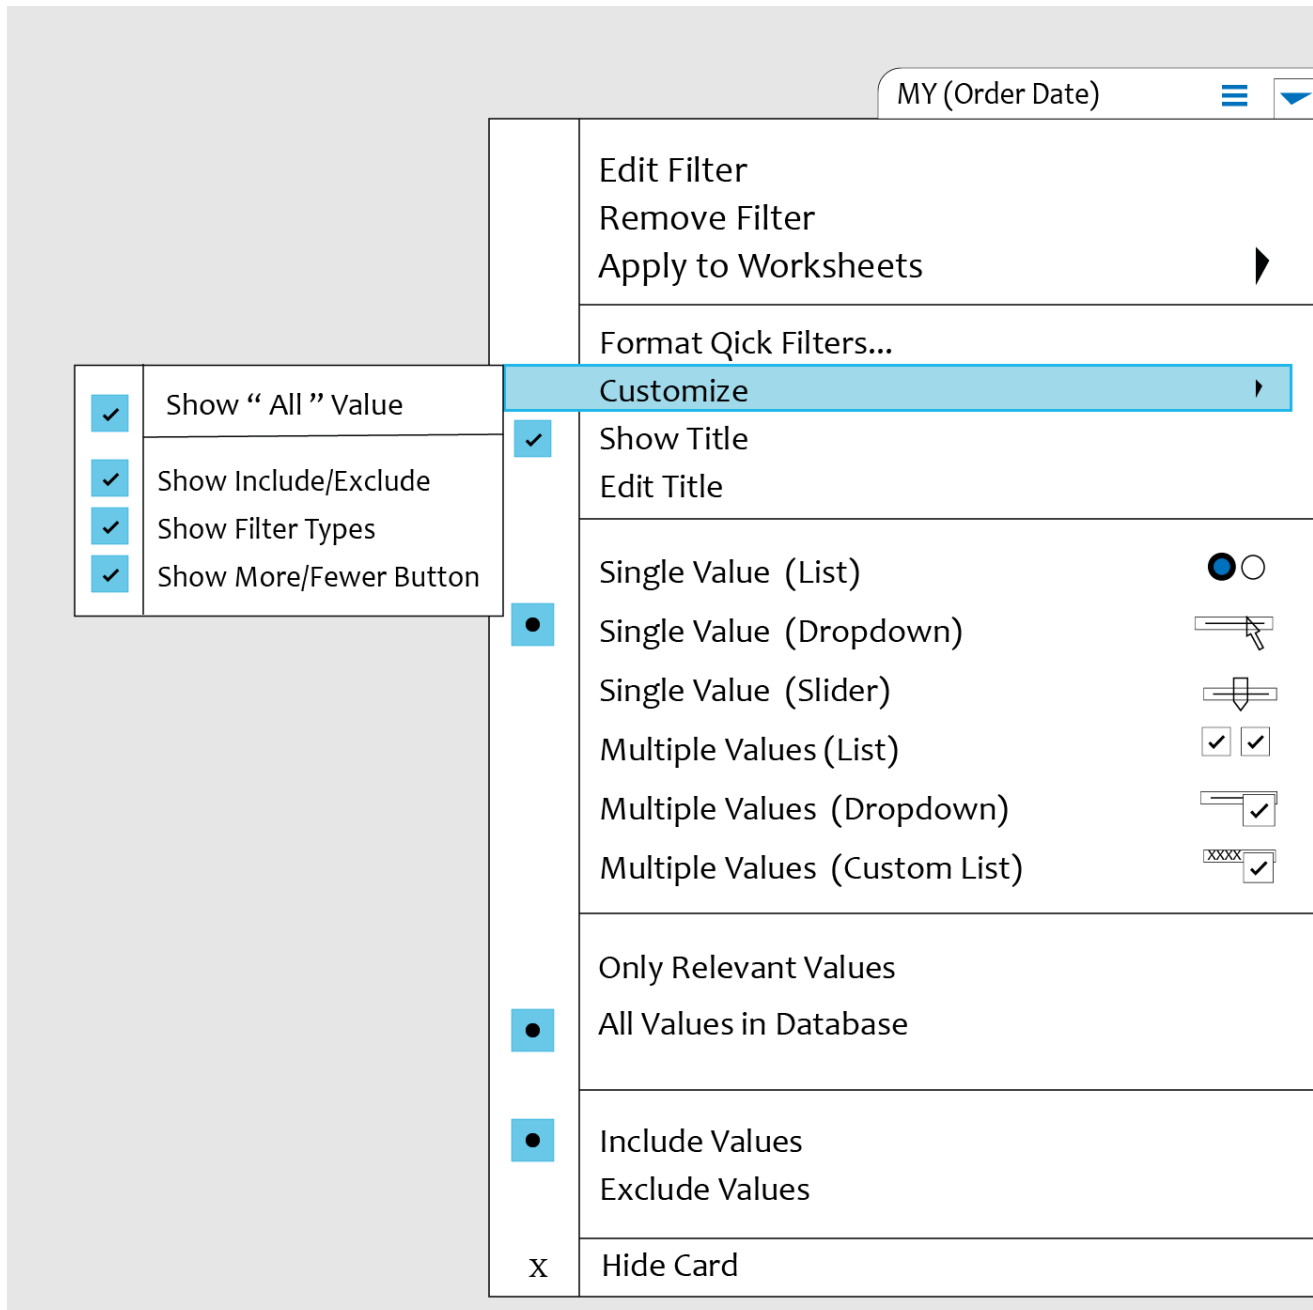 MY (Order Date)
Edit Filter
Remove Filter
Apply to Worksheets
Format Qick Filters...
Customize
Show Title
Edit Title
Show “ All ” Value
Show Include/Exclude
Show Filter Types
Show More/Fewer Button
Single Value (List)
Single Value (Dropdown)
Single Value (Slider)
Multiple Values (List)
Multiple Values (Dropdown)
Multiple Values (Custom List)
XXXX
Only Relevant Values
All Values in Database
Include Values
Exclude Values
x Hide Card